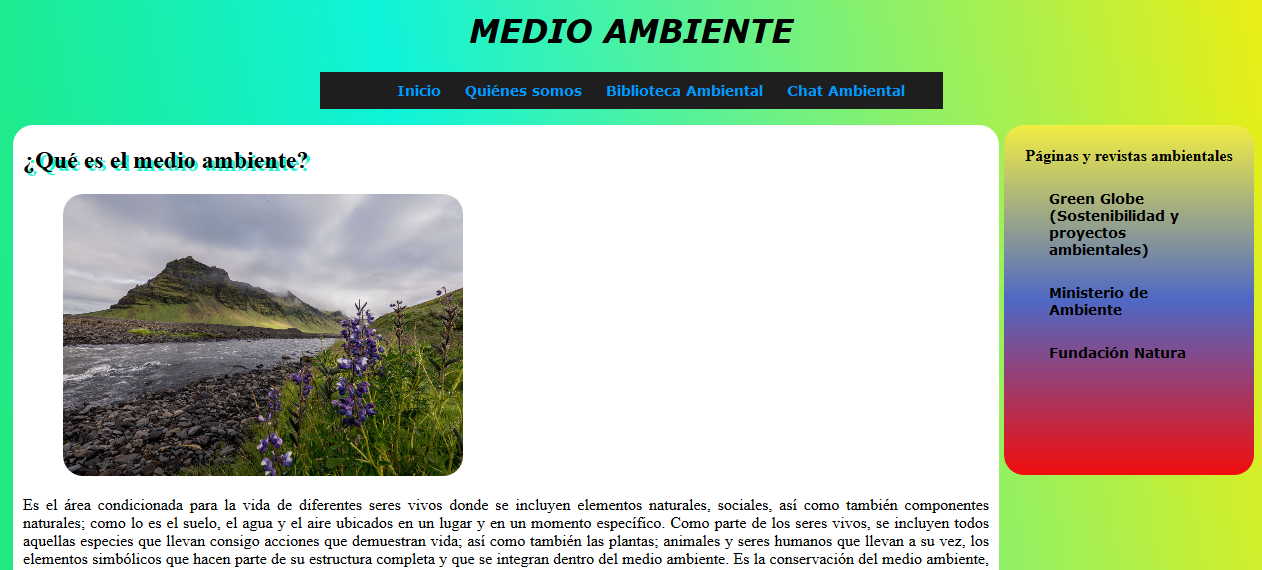 MEDIO AMBIENTE
Inicio Quiénes somos Biblioteca Ambiental Chat Ambiental
¿Qué es el medio ambiente?
Es el área condicionada para la vida de diferentes seres vivos donde se incluyen elementos naturales, sociales, así como también componentes
naturales; como lo es el suelo, el agua y el aire ubicados en un lugar y en un momento específico. Como parte de los seres vivos, se incluyen todos
aquellas especies que llevan consigo acciones que demuestran vida; así como también las plantas; animales y seres humanos que llevan a su vez, los
elementos simbólicos que hacen parte de su estructura completa y que se integran dentro del medio ambiente. Es la conservación del medio ambiente,
Páginas y revistas ambientales
Green Globe
(Sostenibilidad y
proyectos
ambientales)
Ministerio de
Ambiente
Fundación Natura